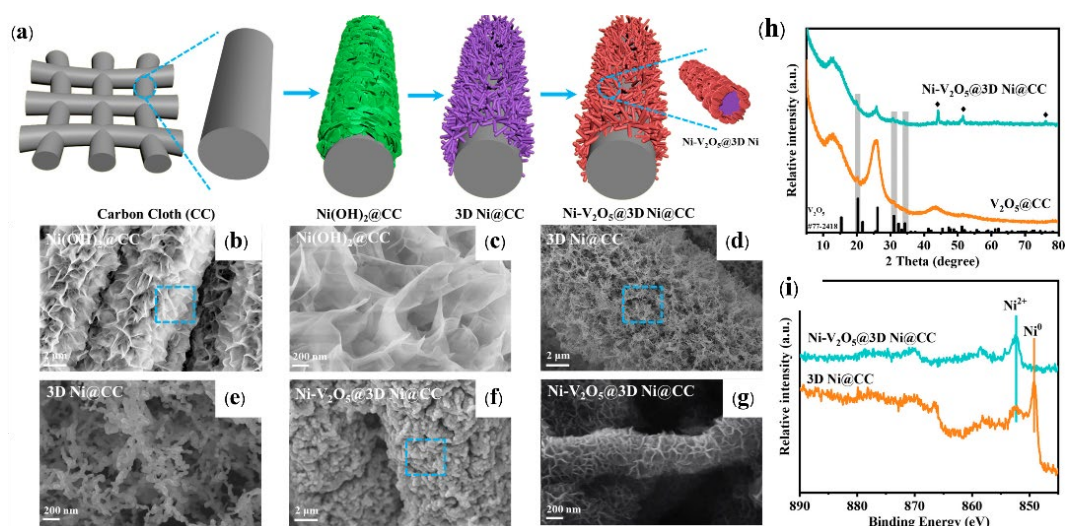 (a)
Ni-V₂O₅@3D Ni
Carbon Cloth (CC)
Ni(OH)₂@CC
3D Ni@CC
Ni-V₂O₅@3D Ni@CC
Ni(OH)₂@CC
(b)
2 μm
Ni(OH)₂@CC
(c)
200 nm
3D Ni@CC
(d)
2 μm
3D Ni@CC
(e)
200 nm
Ni-V₂O₅@3D Ni@CC
(f)
2 μm
Ni-V₂O₅@3D Ni@CC
(g)
200 nm
(h)
Relative intensity (a.u.)
Ni-V₂O₅@3D Ni@CC
V₂O₅@CC
V₂O₅
#77-2418
10 20 30 40 50 60 70 80
2 Theta (degree)
(i)
Relative intensity (a.u.)
Ni²⁺
Ni⁰
Ni-V₂O₅@3D Ni@CC
3D Ni@CC
890 880 870 860 850
Binding Energy (eV)